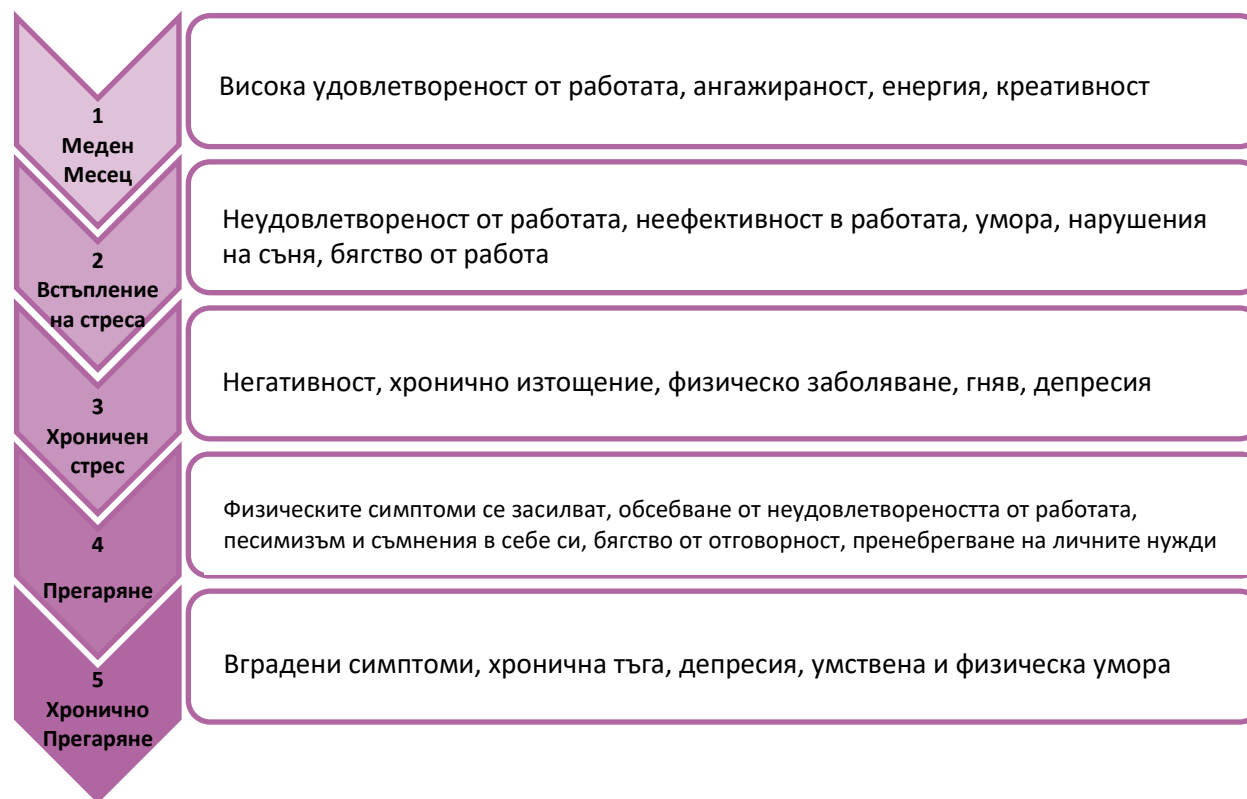 1
Меден
Месец
Висока удовлетвореност от работата, ангажираност, енергия, креативност
2
Встъпление
на стреса
Неудовлетвореност от работата, неефективност в работата, умора, нарушения
на съня, бягство от работа
3
Хроничен
стрес
Негативност, хронично изтощение, физическо заболяване, гняв, депресия
4
Прегаряне
Физическите симптоми се засилват, обсебване от неудовлетвореността от работата,
песимизъм и съмнения в себе си, бягство от отговорност, пренебрегване на личните нужди
5
Хронично
Прегаряне
Вградени симптоми, хронична тъга, депресия, умствена и физическа умора